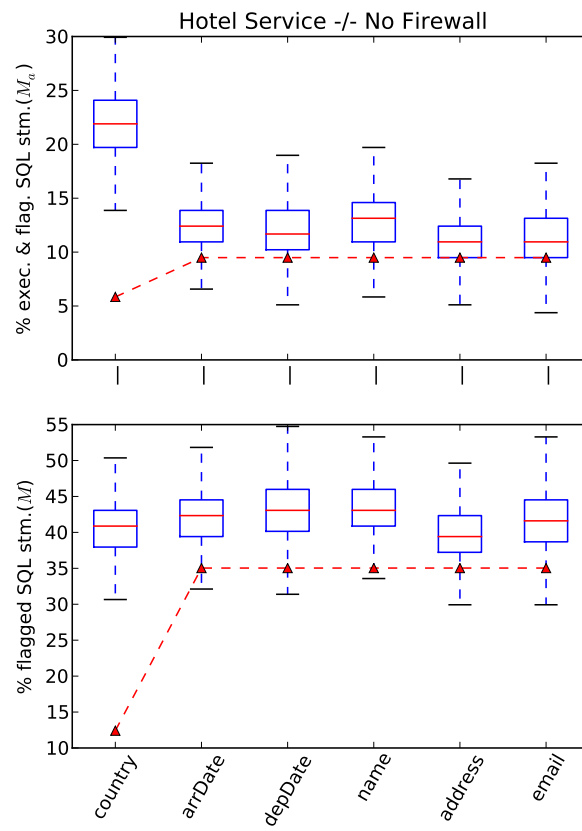 Hotel Service -/- No Firewall
% exec. & flag. SQL stm.(M_a)
30
25
20
15
10
5
0
% flagged SQL stm.(M)
55
50
45
40
35
30
25
20
15
10
country
arrDate
depDate
name
address
email